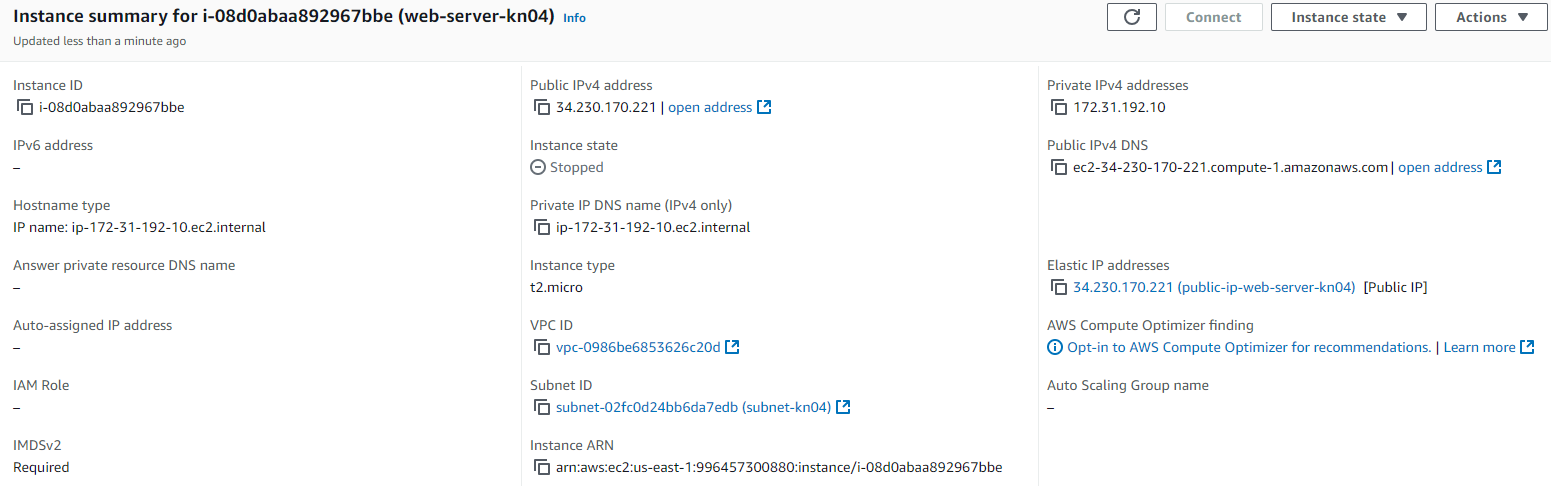 Instance summary for i-08d0abaa892967bbe (web-server-kn04) Info
Updated less than a minute ago
Connect
Instance state
Actions
Instance ID
i-08d0abaa892967bbe
Public IPv4 address
34.230.170.221 | open address
Private IPv4 addresses
172.31.192.10
IPv6 address
–
Instance state
Stopped
Public IPv4 DNS
ec2-34-230-170-221.compute-1.amazonaws.com | open address
Hostname type
IP name: ip-172-31-192-10.ec2.internal
Private IP DNS name (IPv4 only)
ip-172-31-192-10.ec2.internal
Answer private resource DNS name
–
Instance type
t2.micro
Elastic IP addresses
34.230.170.221 (public-ip-web-server-kn04) [Public IP]
Auto-assigned IP address
–
VPC ID
vpc-0986be6853626c20d
AWS Compute Optimizer finding
Opt-in to AWS Compute Optimizer for recommendations. | Learn more
IAM Role
–
Subnet ID
subnet-02fc0d24bb6da7edb (subnet-kn04)
Auto Scaling Group name
–
IMDSv2
Required
Instance ARN
arn:aws:ec2:us-east-1:996457300880:instance/i-08d0abaa892967bbe